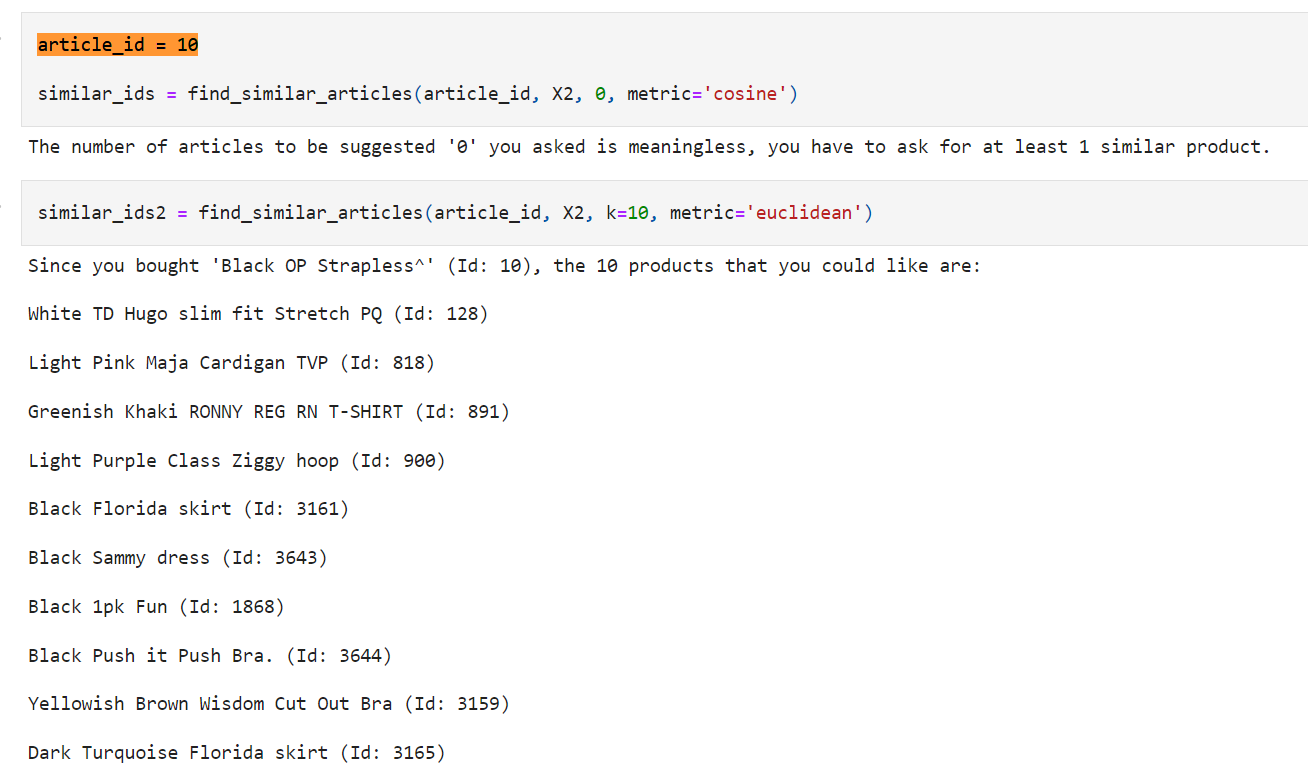 article_id = 10
similar_ids = find_similar_articles(article_id, X2, 0, metric='cosine')
The number of articles to be suggested '0' you asked is meaningless, you have to ask for at least 1 similar product.
similar_ids2 = find_similar_articles(article_id, X2, k=10, metric='euclidean')
Since you bought 'Black OP Strapless^' (Id: 10), the 10 products that you could like are:
White TD Hugo slim fit Stretch PQ (Id: 128)
Light Pink Maja Cardigan TVP (Id: 818)
Greenish Khaki RONNY REG RN T-SHIRT (Id: 891)
Light Purple Class Ziggy hoop (Id: 900)
Black Florida skirt (Id: 3161)
Black Sammy dress (Id: 3643)
Black 1pk Fun (Id: 1868)
Black Push it Push Bra. (Id: 3644)
Yellowish Brown Wisdom Cut Out Bra (Id: 3159)
Dark Turquoise Florida skirt (Id: 3165)